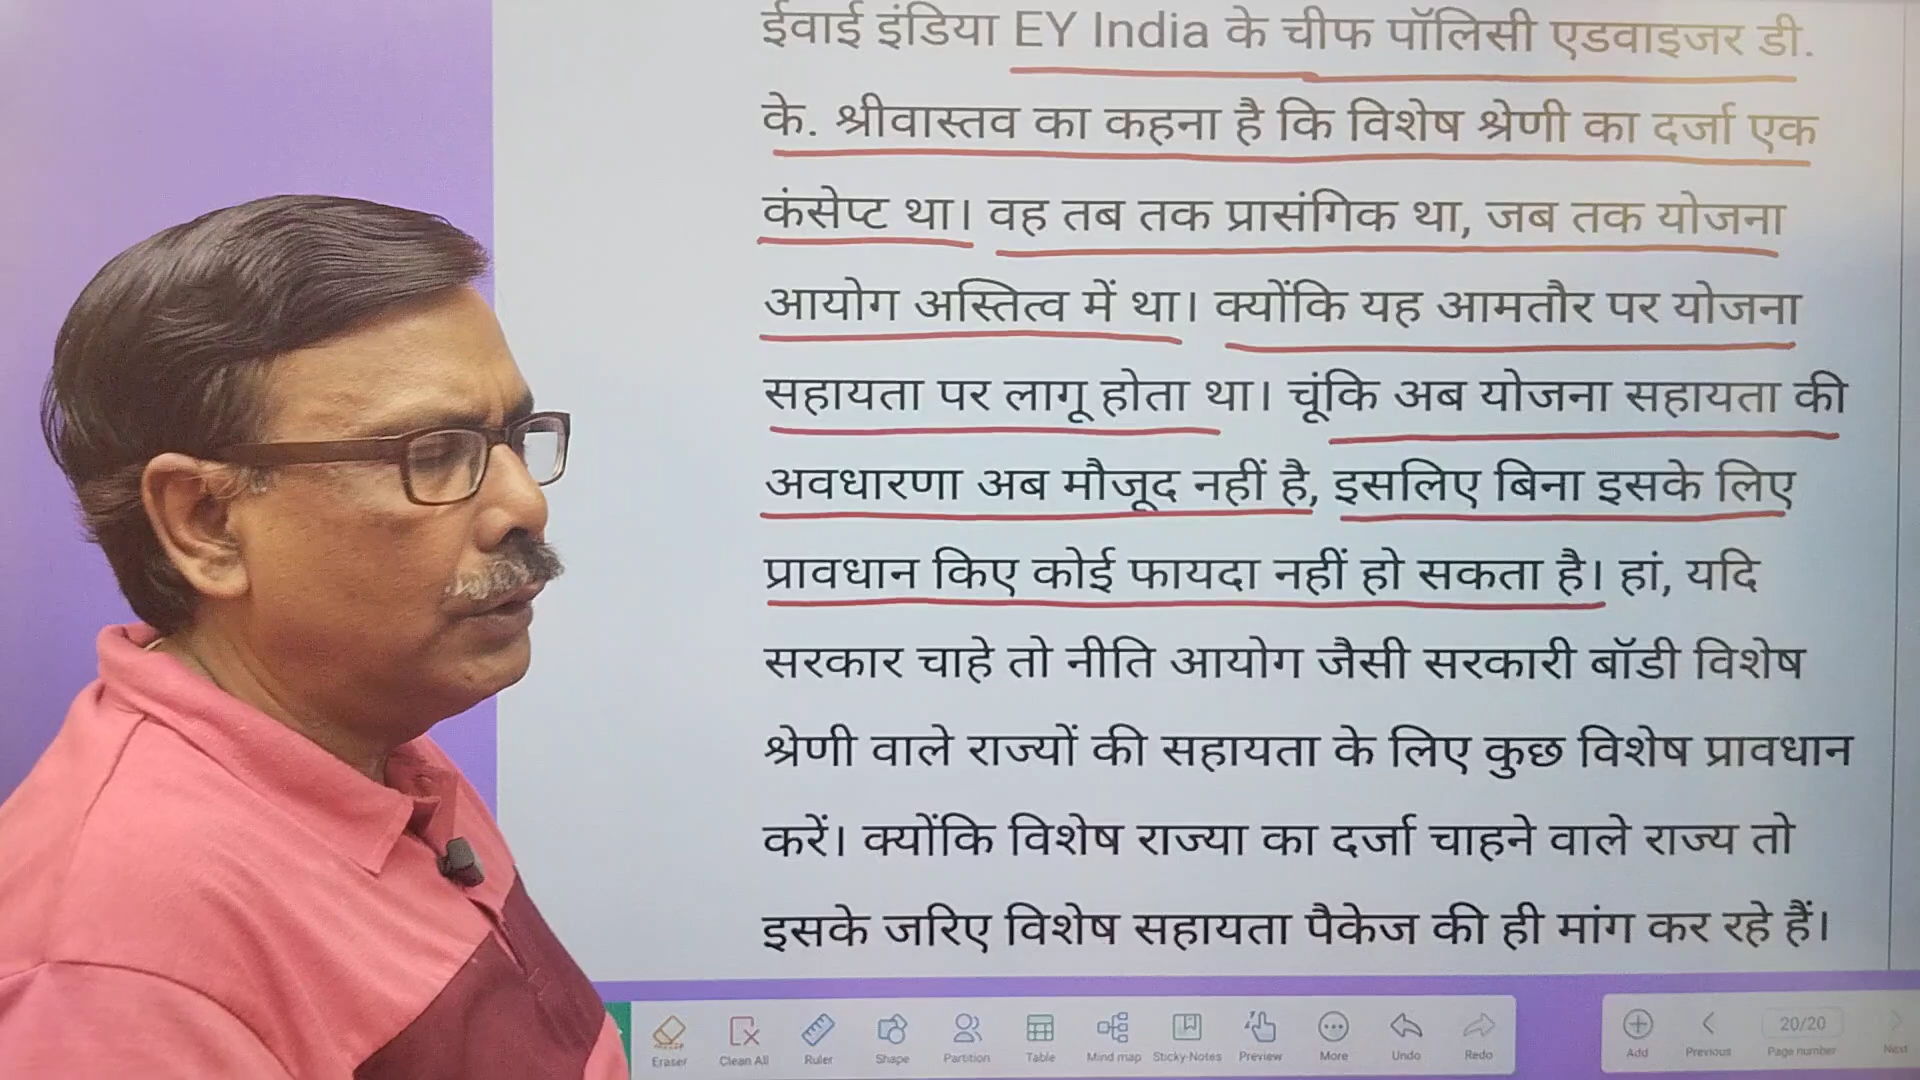 ईवाई इंडिया EY India के चीफ पॉलिसी एडवाइजर डी.
के. श्रीवास्तव का कहना है कि विशेष श्रेणी का दर्जा एक
कंसेप्ट था। वह तब तक प्रासंगिक था, जब तक योजना
आयोग अस्तित्व में था। क्योंकि यह आमतौर पर योजना
सहायता पर लागू होता था। चूंकि अब योजना सहायता की
अवधारणा अब मौजूद नहीं है, इसलिए बिना इसके लिए
प्रावधान किए कोई फायदा नहीं हो सकता है। हां, यदि
सरकार चाहे तो नीति आयोग जैसी सरकारी बॉडी विशेष
श्रेणी वाले राज्यों की सहायता के लिए कुछ विशेष प्रावधान
करें। क्योंकि विशेष राज्या का दर्जा चाहने वाले राज्य तो
इसके जरिए विशेष सहायता पैकेज की ही मांग कर रहे हैं।
Eraser Clean All Ruler Shape Partition Table Mind map Sticky-Notes Preview More Undo Redo
20/20
Add Previous Page number Next